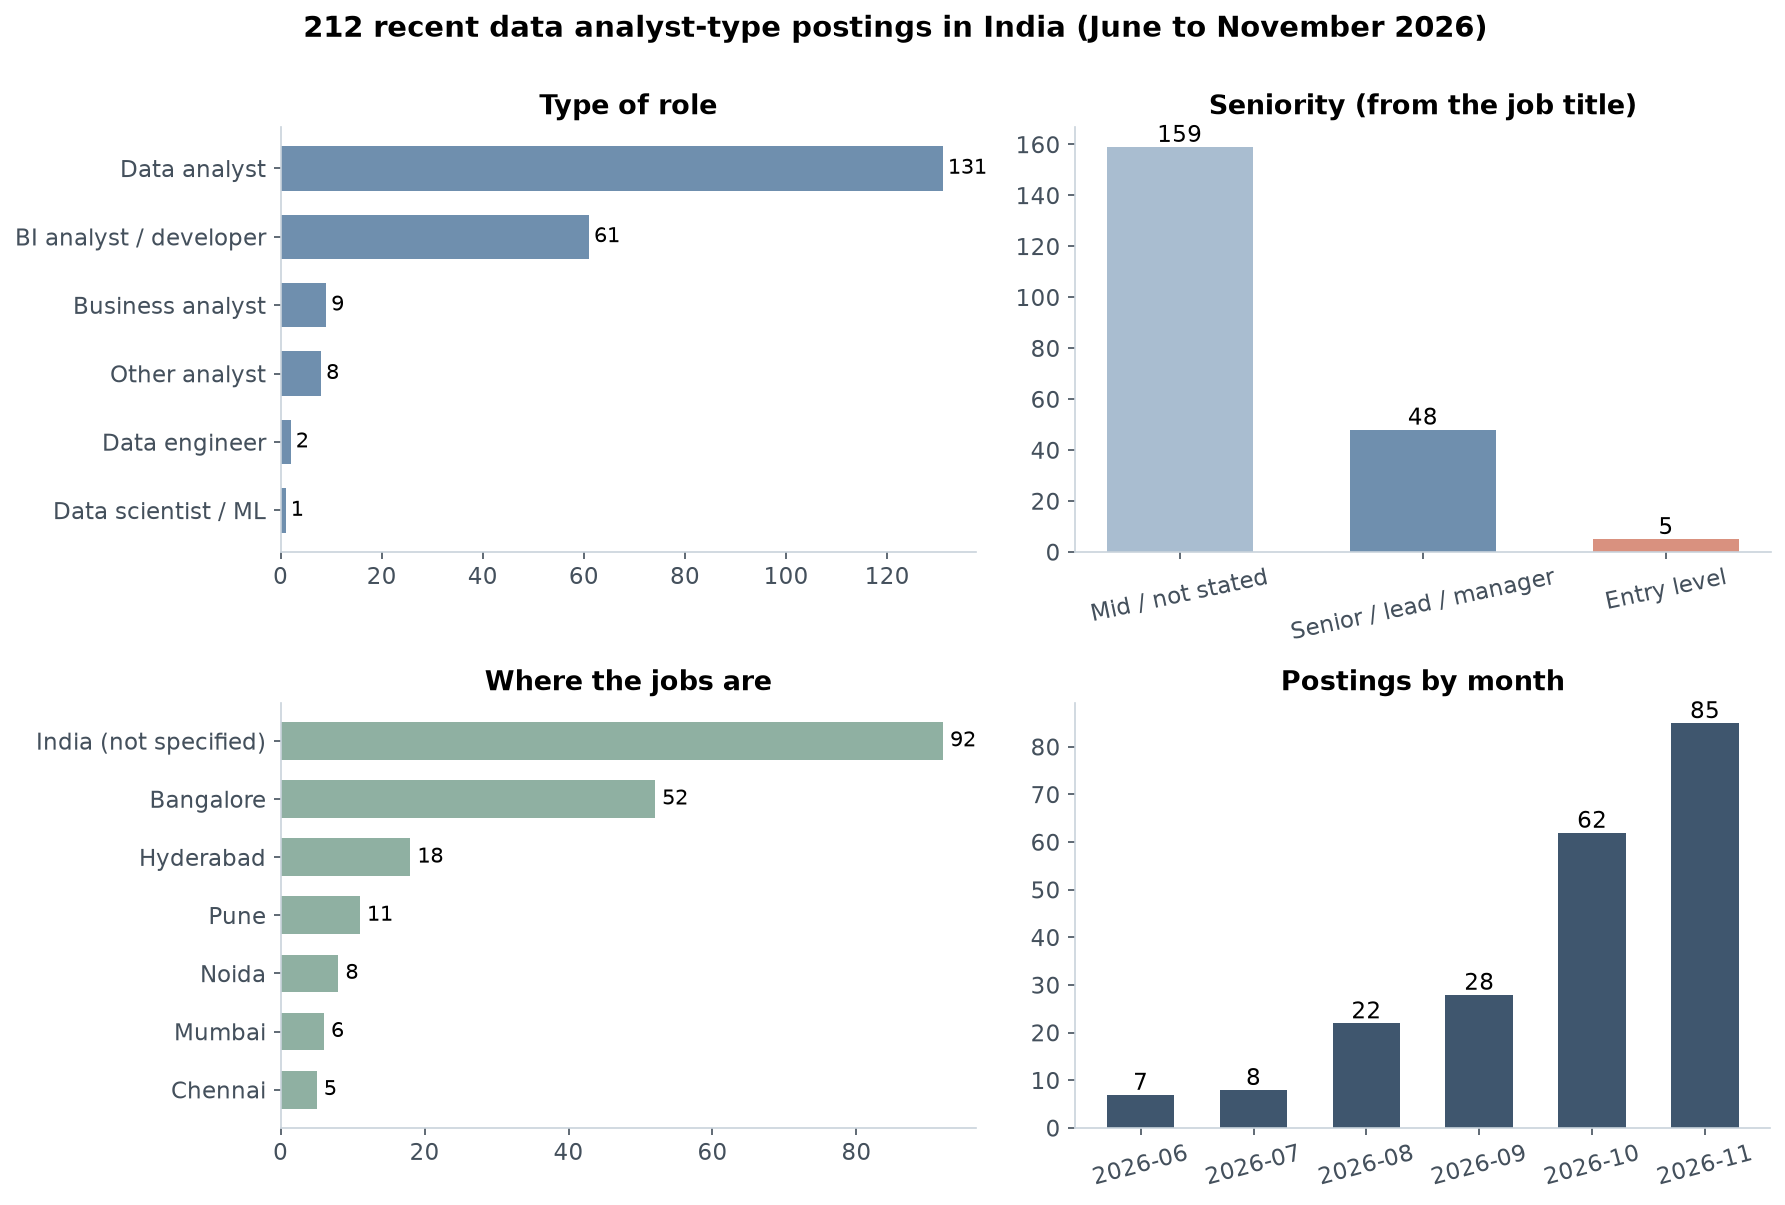 212 recent data analyst-type postings in India (June to November 2026)
Type of role
Data analyst 131
BI analyst / developer 61
Business analyst 9
Other analyst 8
Data engineer 2
Data scientist / ML 1
0 20 40 60 80 100 120
Seniority (from the job title)
160
140
120
100
80
60
40
20
0
159
48
5
Mid / not stated
Senior / lead / manager
Entry level
Where the jobs are
India (not specified) 92
Bangalore 52
Hyderabad 18
Pune 11
Noida 8
Mumbai 6
Chennai 5
0 20 40 60 80
Postings by month
80
70
60
50
40
30
20
10
0
7
8
22
28
62
85
2026-06 2026-07 2026-08 2026-09 2026-10 2026-11